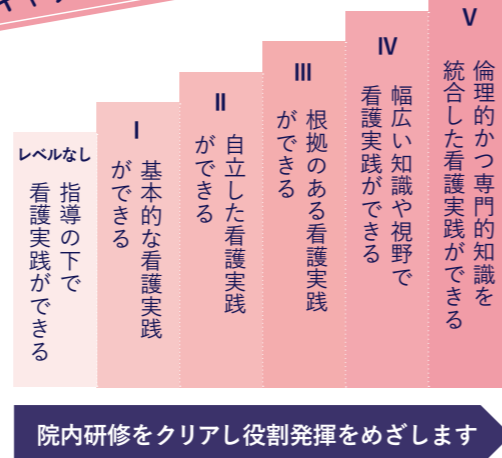 レベルなし
指導の下で
看護実践ができる
Ⅰ
基本的な看護実践
ができる
Ⅱ
自立した看護実践
ができる
Ⅲ
根拠のある看護実践
ができる
Ⅳ
幅広い知識や視野で
看護実践ができる
Ⅴ
倫理的かつ専門的知識を
統合した看護実践ができる
院内研修をクリアし役割発揮をめざします